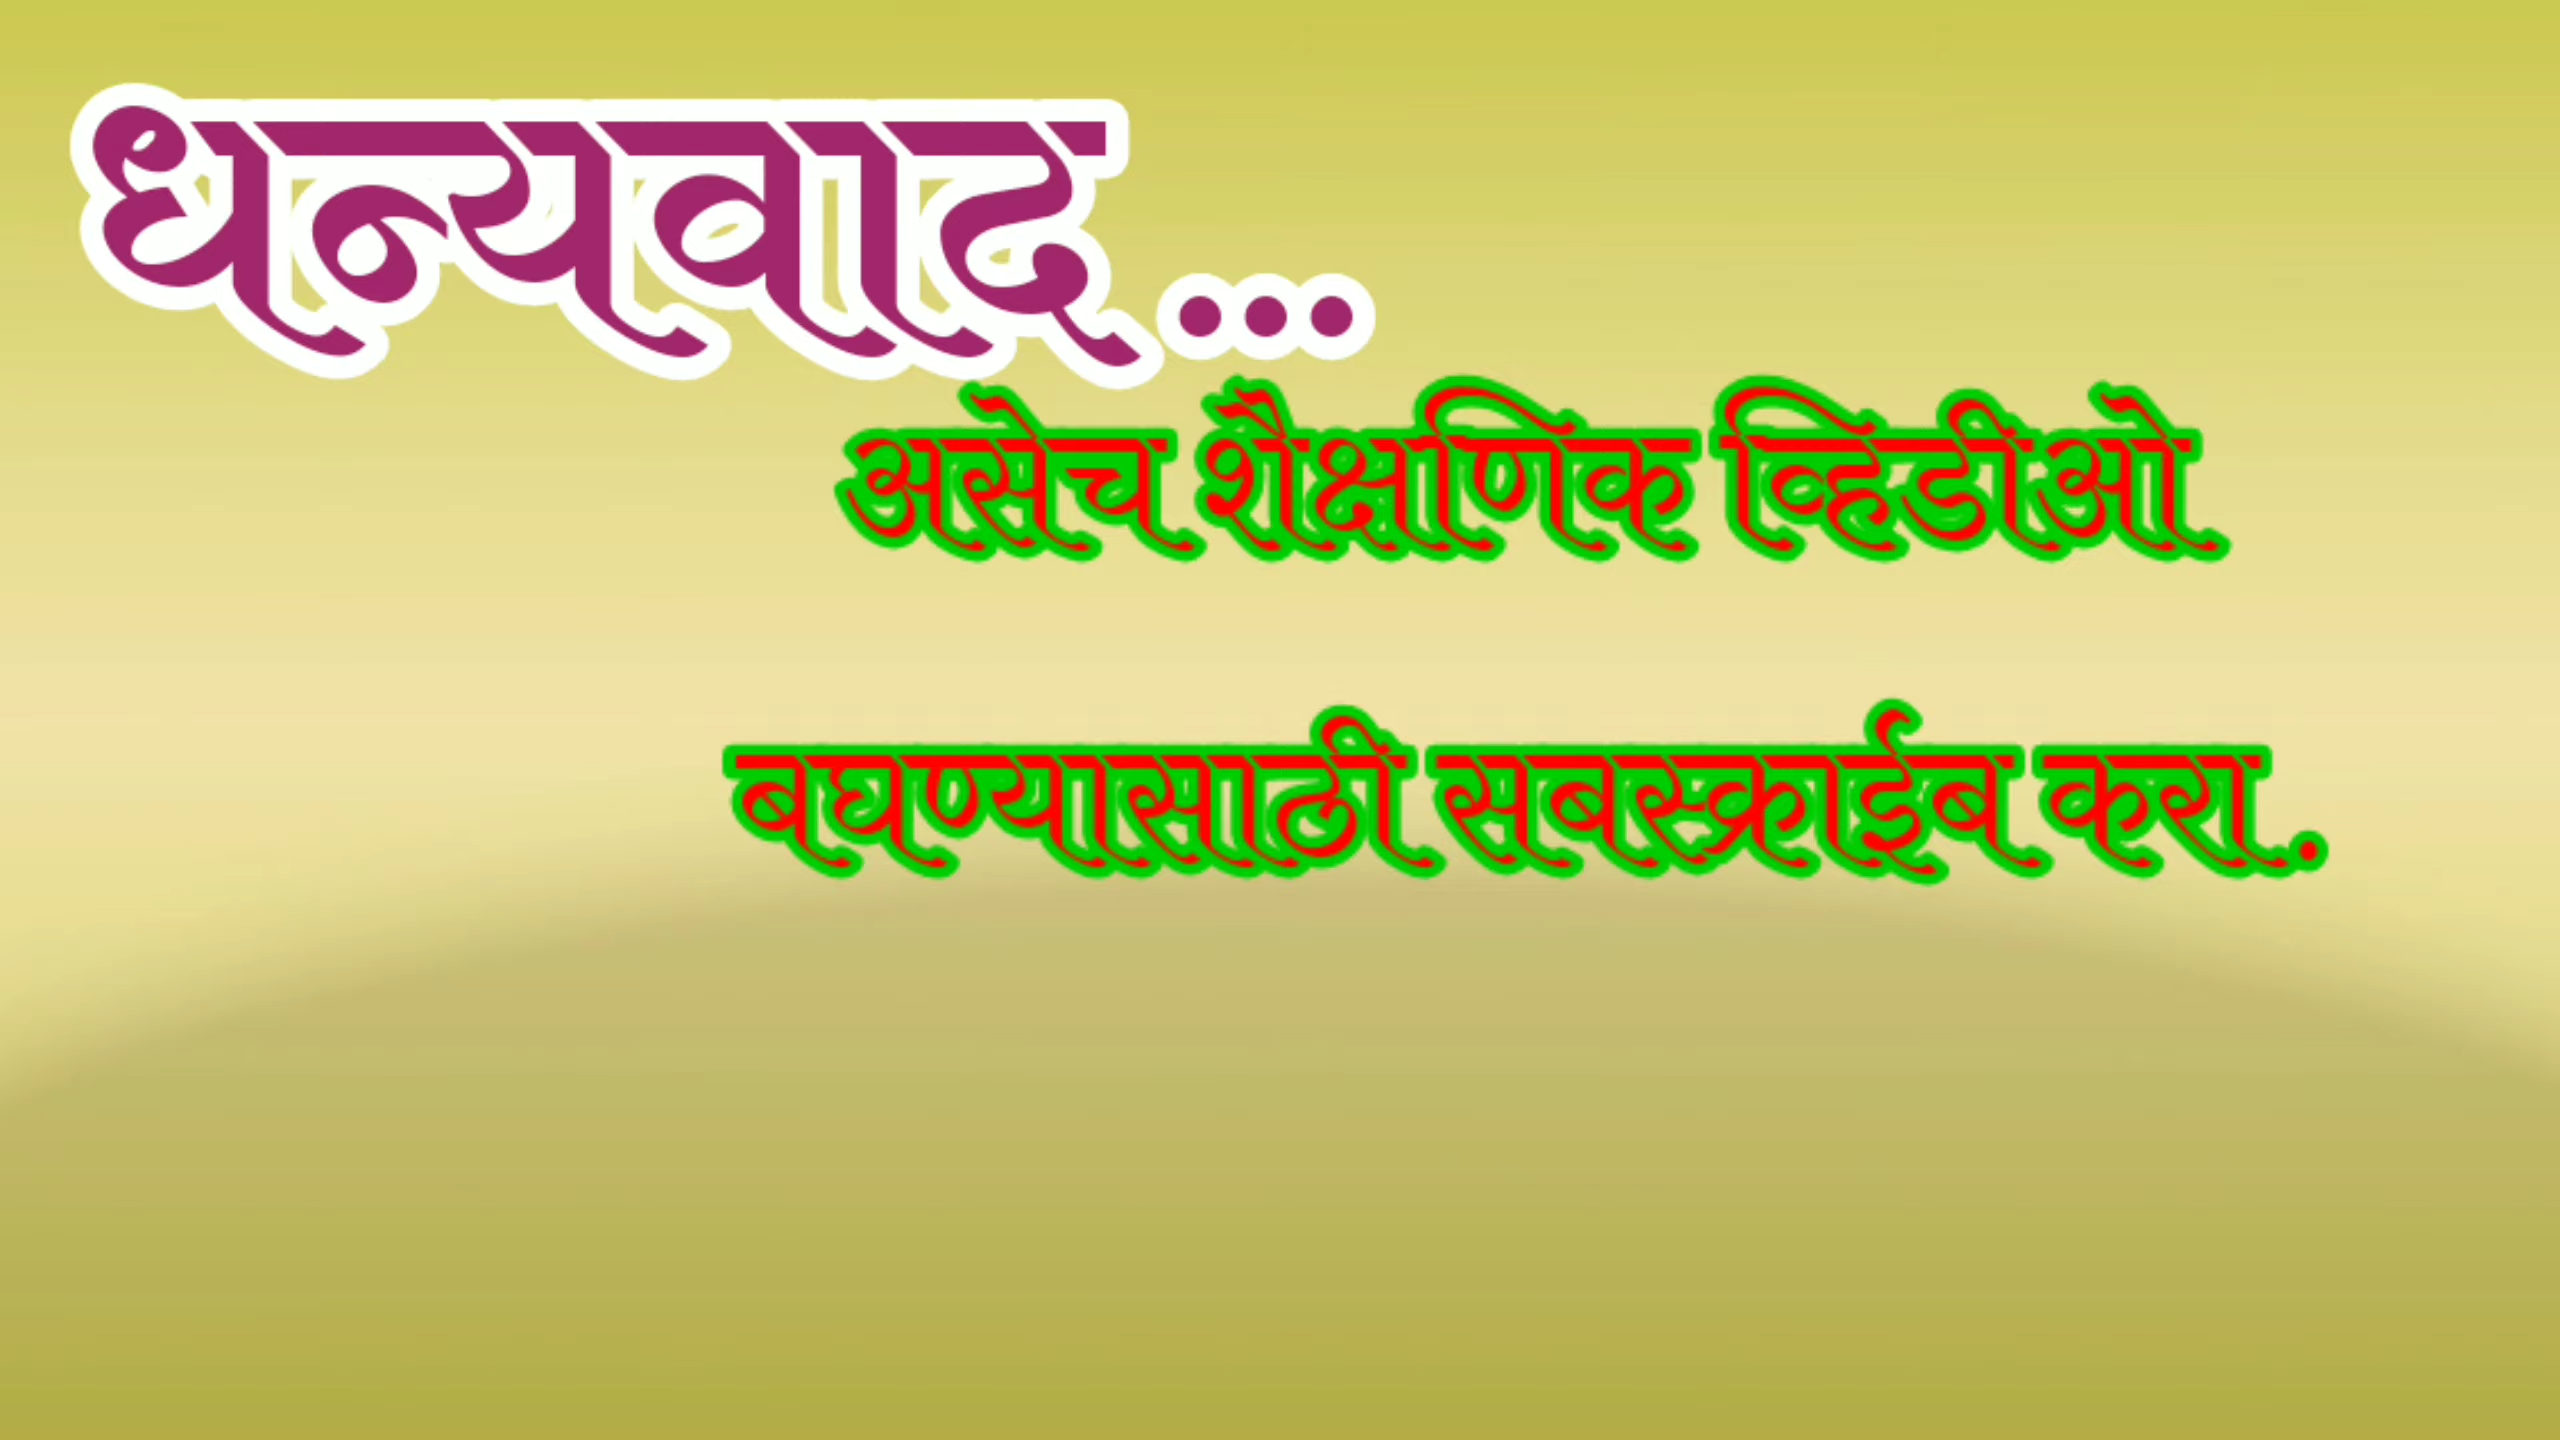 धन्यवाद...
असेच शैक्षणिक व्हिडीओ
बघण्यासाठी सबस्क्राईब करा.